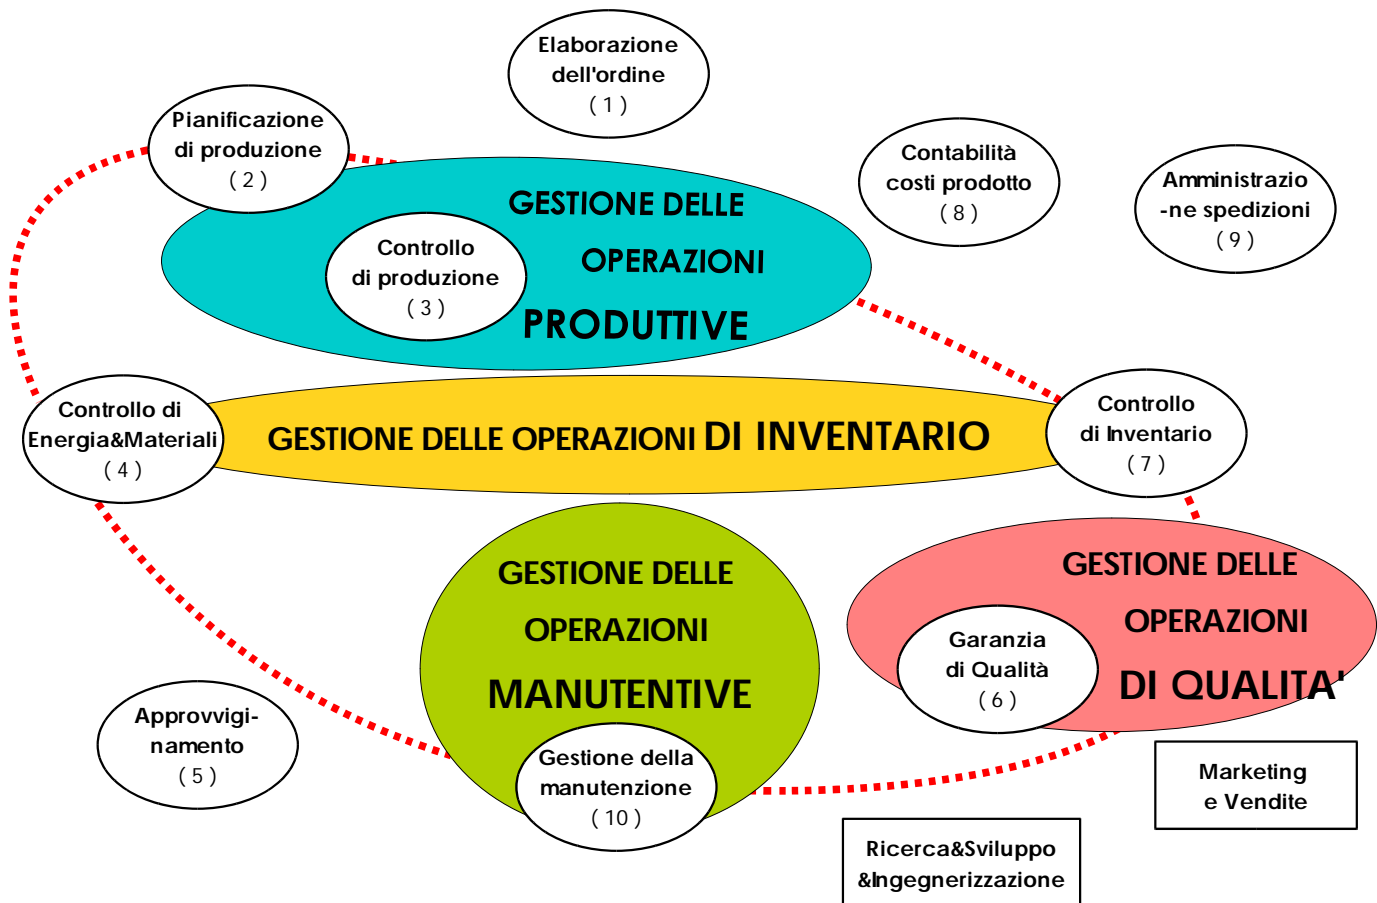 Elaborazione
dell'ordine
( 1 )
Pianificazione
di produzione
( 2 )
Contabilità
costi prodotto
( 8 )
Amministrazio
-ne spedizioni
( 9 )
GESTIONE DELLE
OPERAZIONI
PRODUTTIVE
Controllo
di produzione
( 3 )
Controllo di
Energia&Materiali
( 4 )
GESTIONE DELLE OPERAZIONI DI INVENTARIO
Controllo
di Inventario
( 7 )
GESTIONE DELLE
OPERAZIONI
MANUTENTIVE
GESTIONE DELLE
OPERAZIONI
DI QUALITA'
Garanzia
di Qualità
( 6 )
Approvvigi-
namento
( 5 )
Gestione della
manutenzione
( 10 )
Marketing
e Vendite
Ricerca&Sviluppo
&Ingegnerizzazione